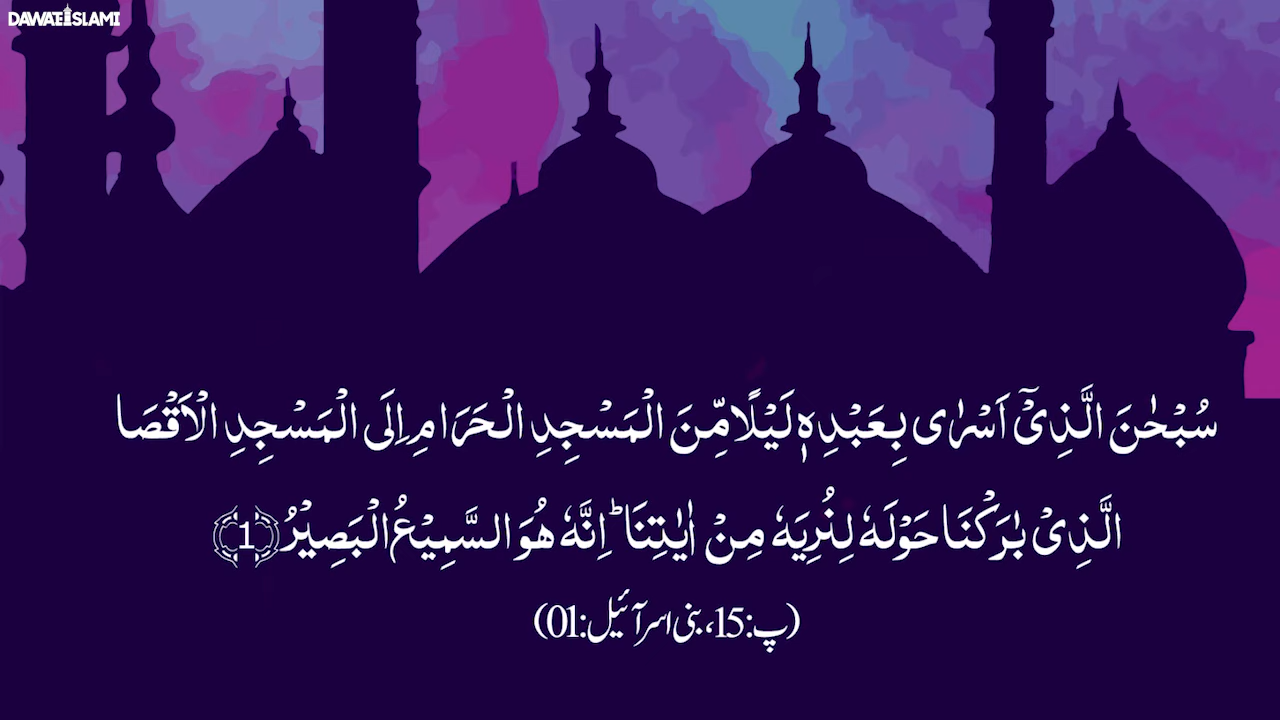 DAWATEISLAMI
سُبْحٰنَ الَّذِیْۤ اَسْرٰى بِعَبْدِهٖ لَیْلًا مِّنَ الْمَسْجِدِ الْحَرَامِ اِلَى الْمَسْجِدِ الْاَقْصَا
الَّذِیْ بٰرَكْنَا حَوْلَهٗ لِنُرِیَهٗ مِنْ اٰیٰتِنَاؕ اِنَّهٗ هُوَ السَّمِیْعُ الْبَصِیْرُ ﴿1﴾
(پ:15، بنی اسرآئیل:01)